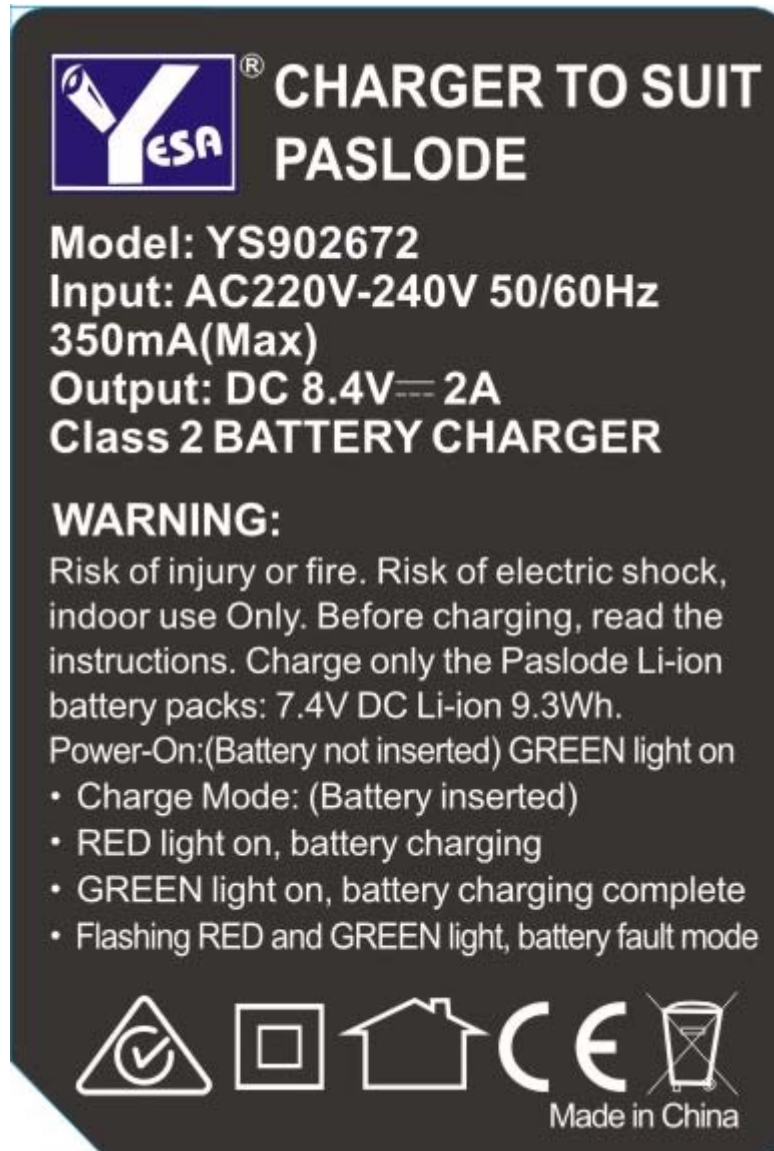 YESA ® CHARGER TO SUIT
PASLODE
Model: YS902672
Input: AC220V-240V 50/60Hz
350mA(Max)
Output: DC 8.4V⎓ 2A
Class 2 BATTERY CHARGER
WARNING:
Risk of injury or fire. Risk of electric shock,
indoor use Only. Before charging, read the
instructions. Charge only the Paslode Li-ion
battery packs: 7.4V DC Li-ion 9.3Wh.
Power-On:(Battery not inserted) GREEN light on
• Charge Mode: (Battery inserted)
• RED light on, battery charging
• GREEN light on, battery charging complete
• Flashing RED and GREEN light, battery fault mode
CE
Made in China